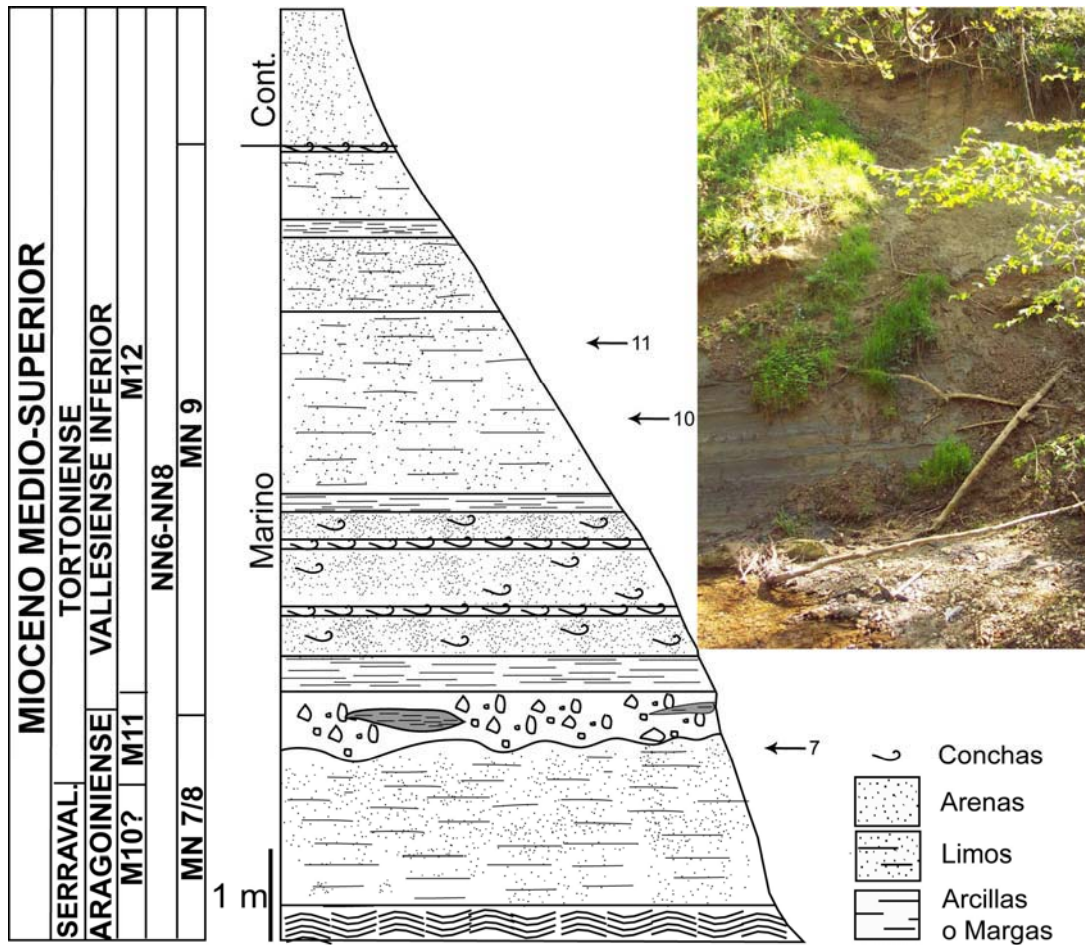 MIOCENO MEDIO-SUPERIOR
SERRAVAL.
TORTONIENSE
ARAGOINIENSE
VALLESIENSE INFERIOR
M10?
M11
M12
NN6-NN8
MN 7/8
MN 9
Cont.
Marino
1 m
11
10
7
Conchas
Arenas
Limos
Arcillas
o Margas